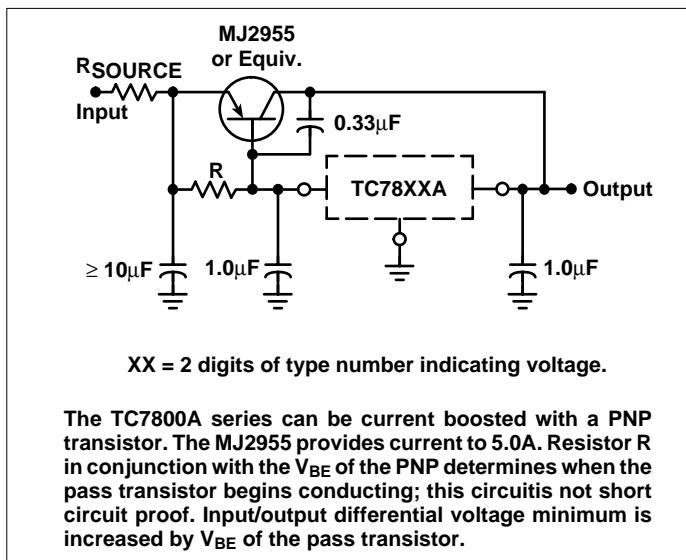 MJ2955
or Equiv.
RSOURCE
Input
0.33μF
R
TC78XXA
Output
≥ 10μF
1.0μF
1.0μF
XX = 2 digits of type number indicating voltage.
The TC7800A series can be current boosted with a PNP
transistor. The MJ2955 provides current to 5.0A. Resistor R
in conjunction with the VBE of the PNP determines when the
pass transistor begins conducting; this circuitis not short
circuit proof. Input/output differential voltage minimum is
increased by VBE of the pass transistor.